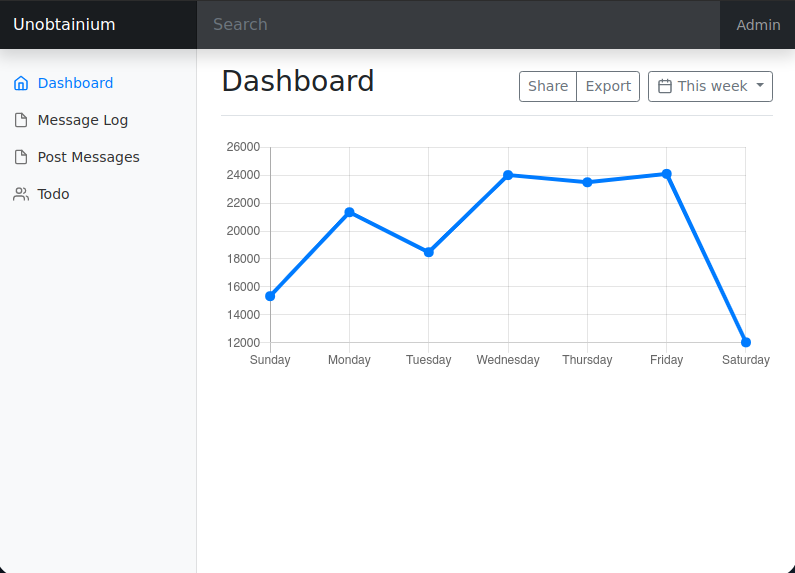 Unobtainium
Search
Admin
Dashboard
Message Log
Post Messages
Todo
Dashboard
Share
Export
This week
26000
24000
22000
20000
18000
16000
14000
12000
Sunday Monday Tuesday Wednesday Thursday Friday Saturday